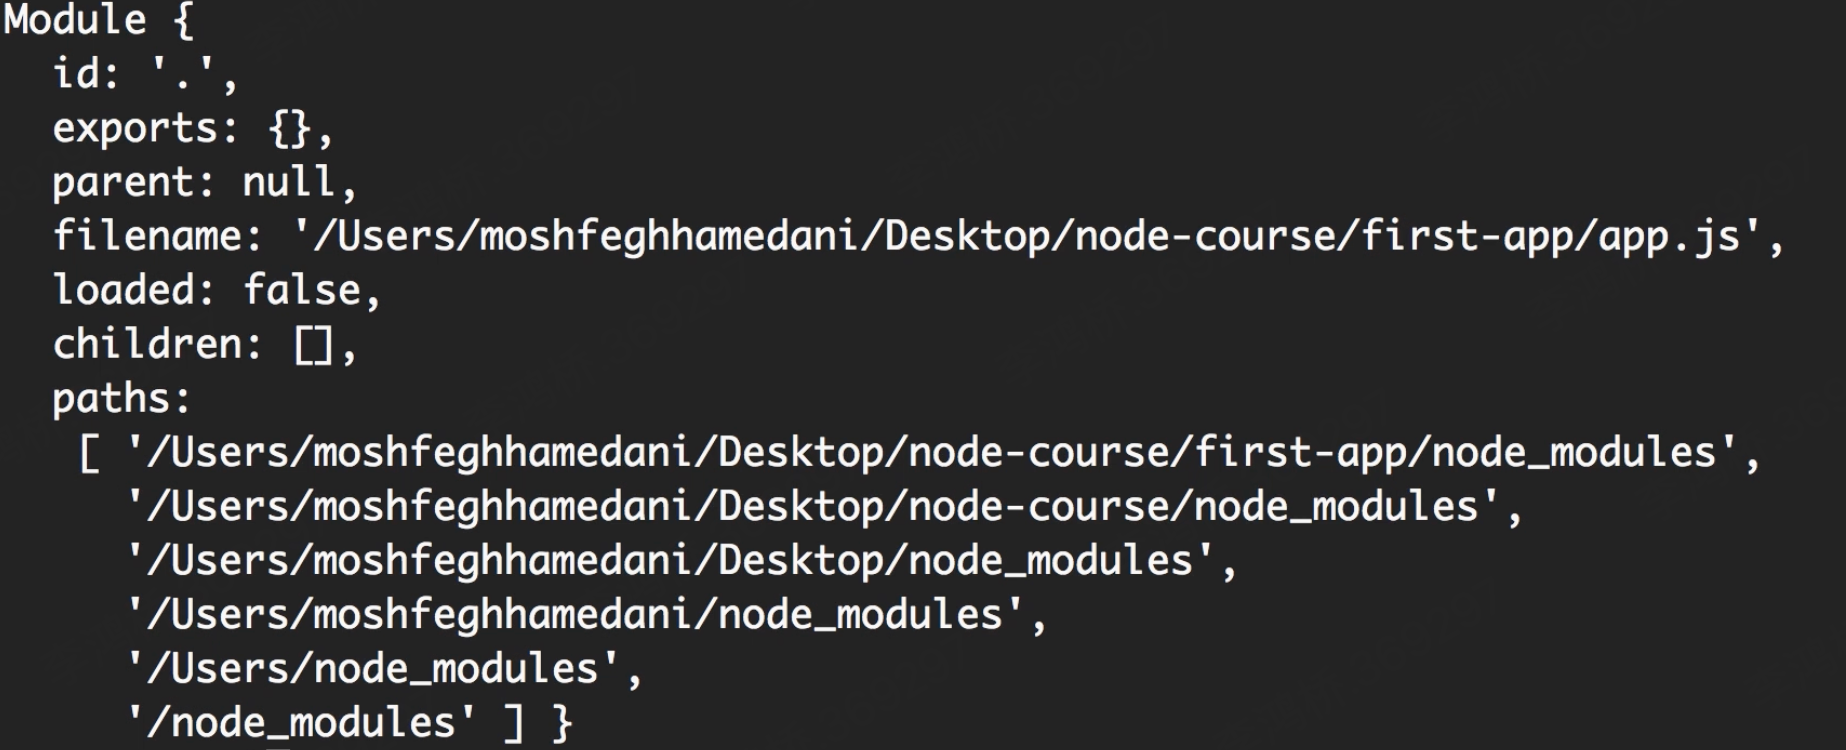 Module {
  id: '.',
  exports: {},
  parent: null,
  filename: '/Users/moshfeghhamedani/Desktop/node-course/first-app/app.js',
  loaded: false,
  children: [],
  paths:
   [ '/Users/moshfeghhamedani/Desktop/node-course/first-app/node_modules',
     '/Users/moshfeghhamedani/Desktop/node-course/node_modules',
     '/Users/moshfeghhamedani/Desktop/node_modules',
     '/Users/moshfeghhamedani/node_modules',
     '/Users/node_modules',
     '/node_modules' ] }